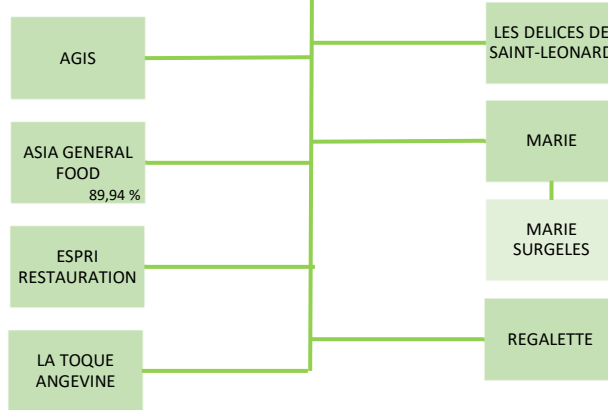 AGIS
ASIA GENERAL
FOOD
89,94 %
ESPRI
RESTAURATION
LA TOQUE
ANGEVINE
LES DELICES DE
SAINT-LEONARD
MARIE
MARIE
SURGELES
REGALETTE